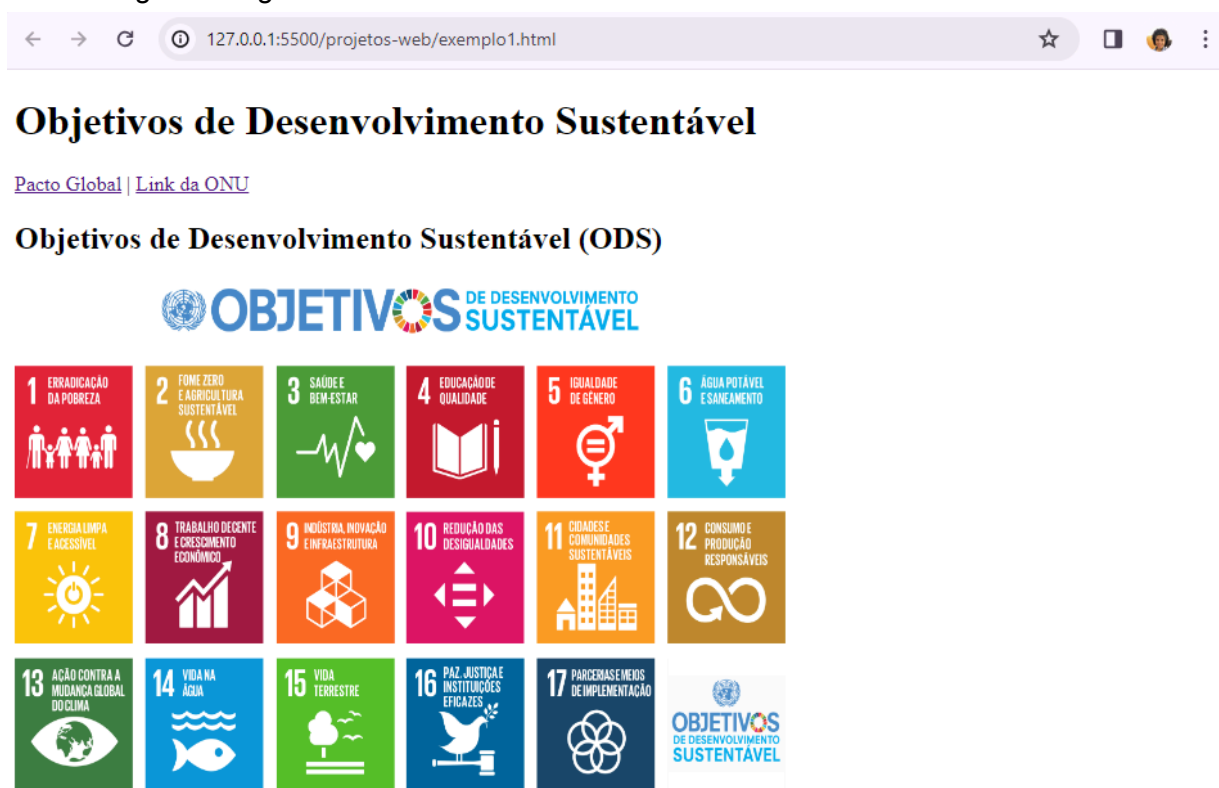 127.0.0.1:5500/projetos-web/exemplo1.html
Objetivos de Desenvolvimento Sustentável
Pacto Global | Link da ONU
Objetivos de Desenvolvimento Sustentável (ODS)
OBJETIVOS DE DESENVOLVIMENTO
SUSTENTÁVEL
1 ERRADICAÇÃO
DA POBREZA
2 FOME ZERO
E AGRICULTURA
SUSTENTÁVEL
3 SAÚDE E
BEM-ESTAR
4 EDUCAÇÃO DE
QUALIDADE
5 IGUALDADE
DE GÊNERO
6 ÁGUA POTÁVEL
E SANEAMENTO
7 ENERGIA LIMPA
E ACESSÍVEL
8 TRABALHO DECENTE
E CRESCIMENTO
ECONÔMICO
9 INDÚSTRIA, INOVAÇÃO
E INFRAESTRUTURA
10 REDUÇÃO DAS
DESIGUALDADES
11 CIDADES E
COMUNIDADES
SUSTENTÁVEIS
12 CONSUMO E
PRODUÇÃO
RESPONSÁVEIS
13 AÇÃO CONTRA A
MUDANÇA GLOBAL
DO CLIMA
14 VIDA NA
ÁGUA
15 VIDA
TERRESTRE
16 PAZ, JUSTIÇA E
INSTITUIÇÕES
EFICAZES
17 PARCERIAS E MEIOS
DE IMPLEMENTAÇÃO
OBJETIVOS
DE DESENVOLVIMENTO
SUSTENTÁVEL